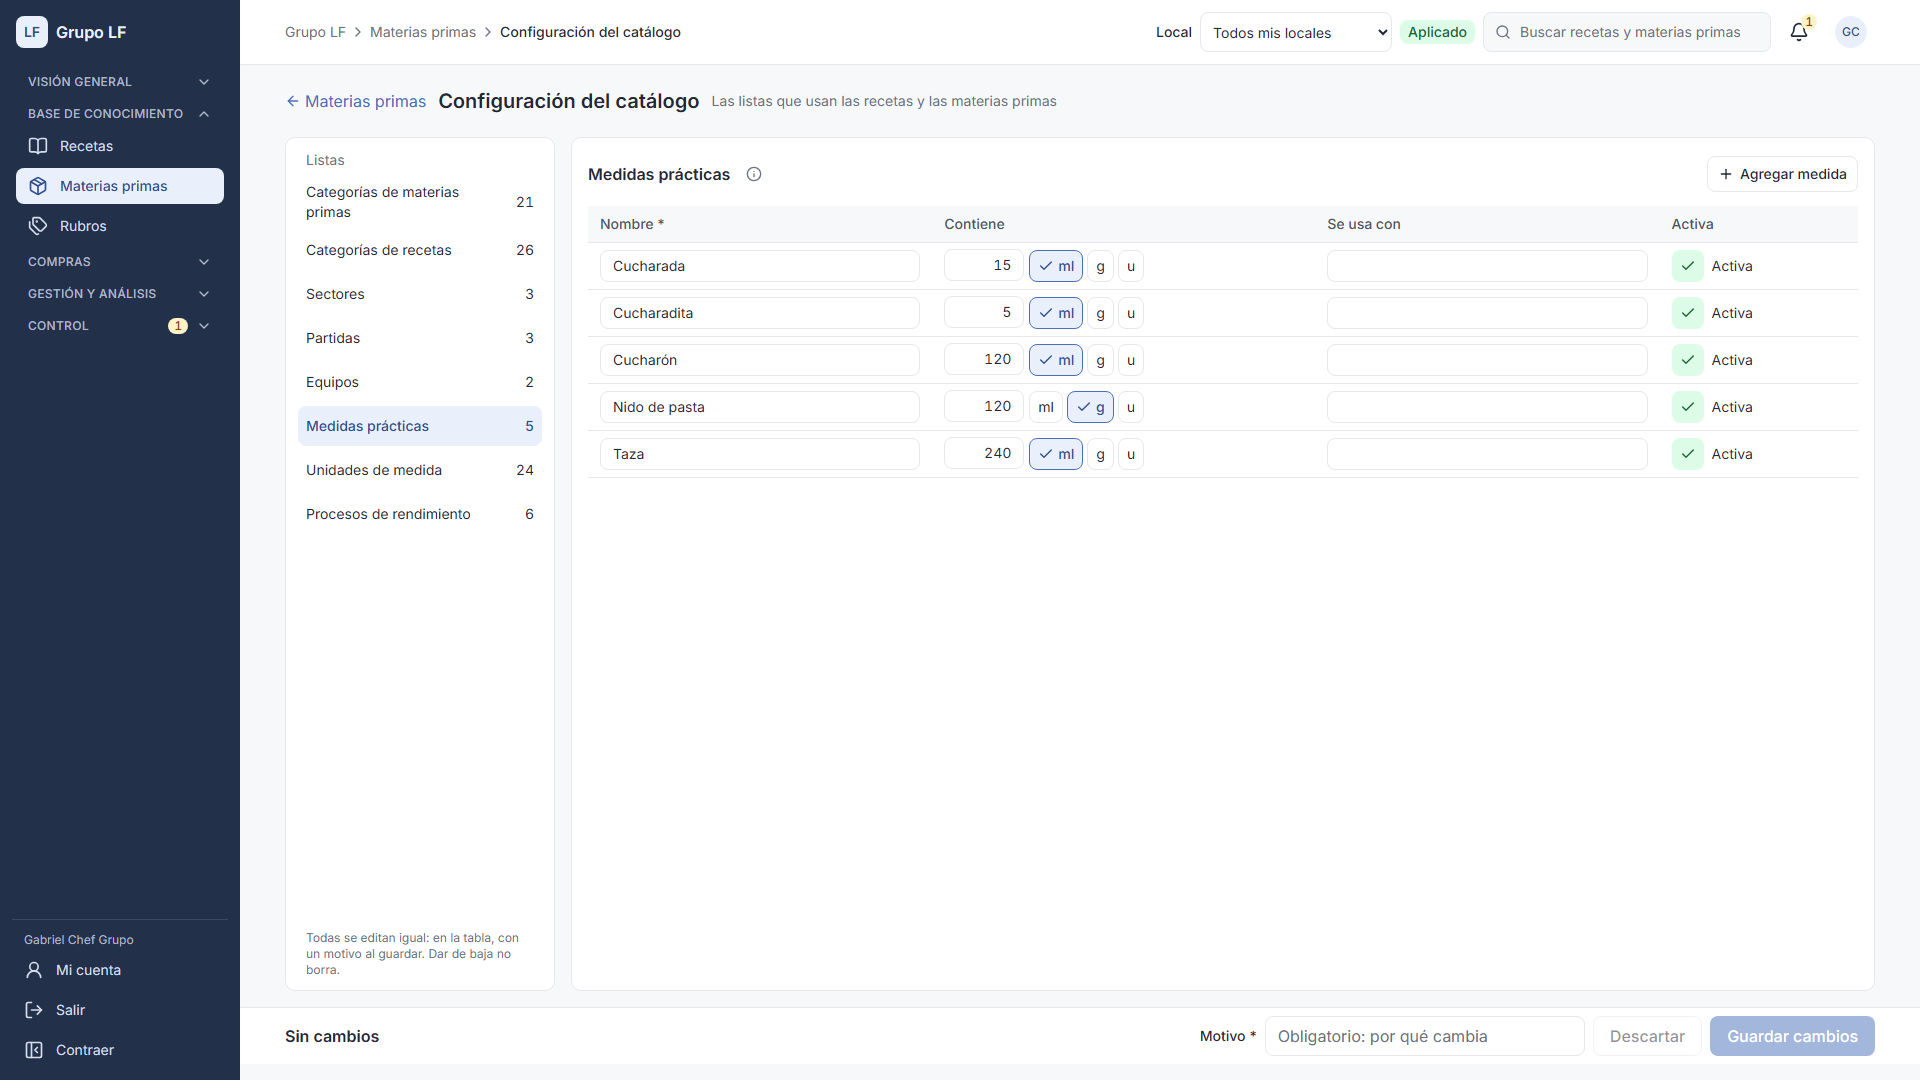 LF Grupo LF
VISIÓN GENERAL
BASE DE CONOCIMIENTO
Recetas
Materias primas
Rubros
COMPRAS
GESTIÓN Y ANÁLISIS
CONTROL 1
Gabriel Chef Grupo
Mi cuenta
Salir
Contraer
Grupo LF Materias primas Configuración del catálogo
Local Todos mis locales Aplicado Buscar recetas y materias primas 1 GC
Materias primas Configuración del catálogo Las listas que usan las recetas y las materias primas
Listas
Categorías de materias
primas 21
Categorías de recetas 26
Sectores 3
Partidas 3
Equipos 2
Medidas prácticas 5
Unidades de medida 24
Procesos de rendimiento 6
Todas se editan igual: en la tabla, con
un motivo al guardar. Dar de baja no
borra.
Medidas prácticas Agregar medida
Nombre * Contiene Se usa con Activa
Cucharada 15 ml g u Activa
Cucharadita 5 ml g u Activa
Cucharón 120 ml g u Activa
Nido de pasta 120 ml g u Activa
Taza 240 ml g u Activa
Sin cambios Motivo * Obligatorio: por qué cambia Descartar Guardar cambios